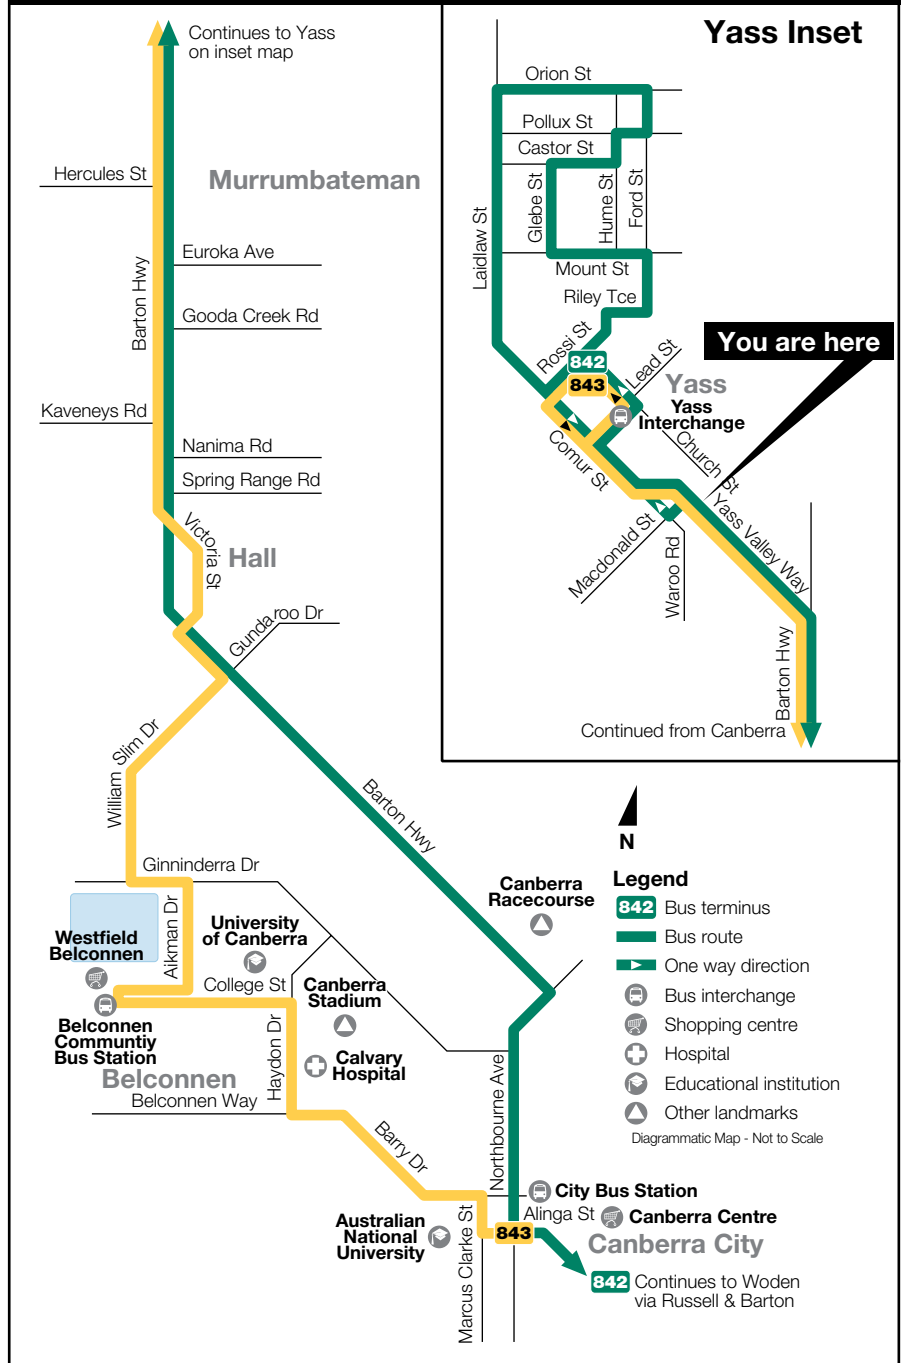 Continues to Yass
on inset map
Yass Inset
Orion St
Pollux St
Castor St
Glebe St
Hume St
Ford St
Laidlaw St
Mount St
Riley Tce
Rossi St
842
843
Lead St
You are here
Yass
Yass
Interchange
Church St
Comur St
Yass Valley Way
Macdonald St
Waroo Rd
Barton Hwy
Continued from Canberra
Hercules St
Murrumbateman
Barton Hwy
Euroka Ave
Gooda Creek Rd
Kaveneys Rd
Nanima Rd
Spring Range Rd
Victoria St
Hall
Gundaroo Dr
William Slim Dr
Barton Hwy
Ginninderra Dr
Aikman Dr
Westfield
Belconnen
University
of Canberra
College St
Canberra
Stadium
Canberra
Racecourse
Belconnen
Communtiy
Bus Station
Belconnen
Belconnen Way
Haydon Dr
Calvary
Hospital
Barry Dr
Northbourne Ave
City Bus Station
Alinga St
Canberra Centre
Australian
National
University
Marcus Clarke St
843
Canberra City
842
Continues to Woden
via Russell & Barton
N
Legend
842 Bus terminus
Bus route
One way direction
Bus interchange
Shopping centre
Hospital
Educational institution
Other landmarks
Diagrammatic Map - Not to Scale